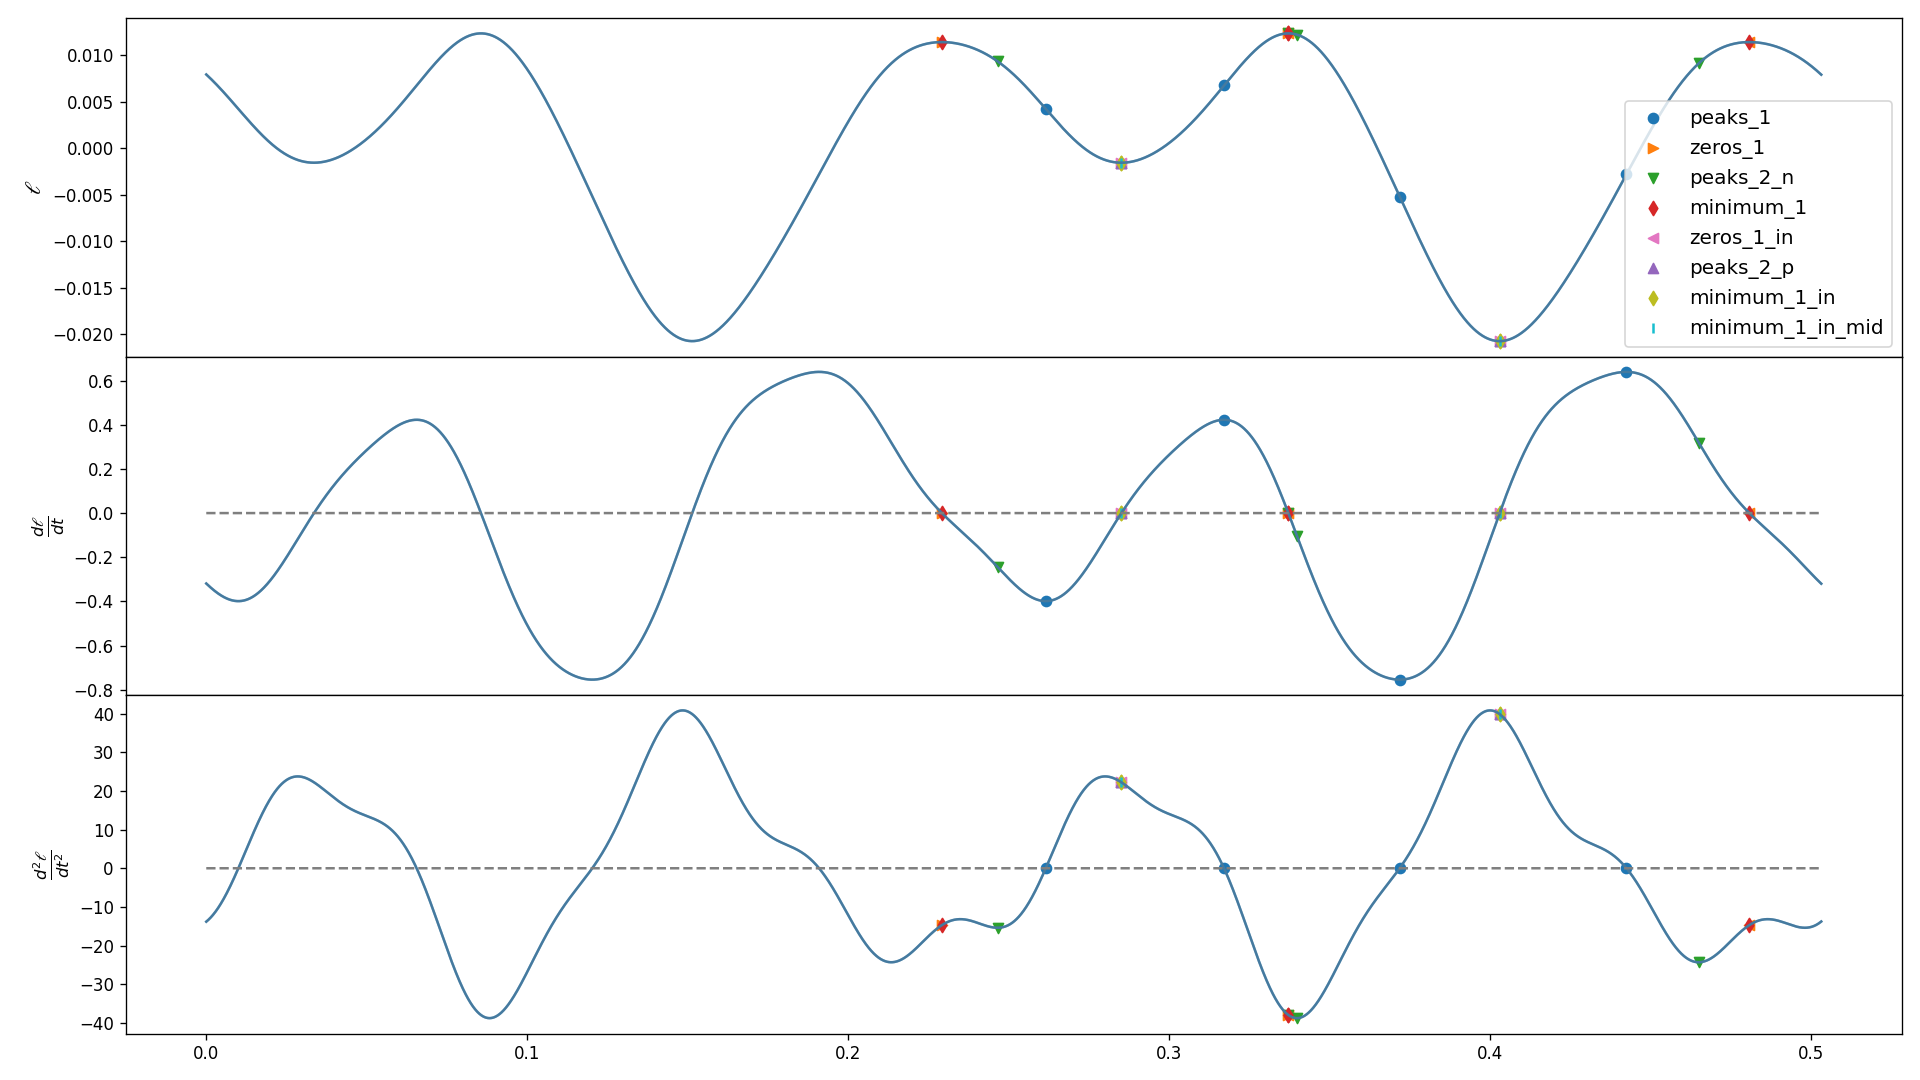 0.010
0.005
0.000
−0.005
−0.010
−0.015
−0.020
ℓ
peaks_1
zeros_1
peaks_2_n
minimum_1
zeros_1_in
peaks_2_p
minimum_1_in
minimum_1_in_mid
0.6
0.4
0.2
0.0
−0.2
−0.4
−0.6
−0.8
dℓ
dt
40
30
20
10
0
−10
−20
−30
−40
d²ℓ
dt²
0.0 0.1 0.2 0.3 0.4 0.5